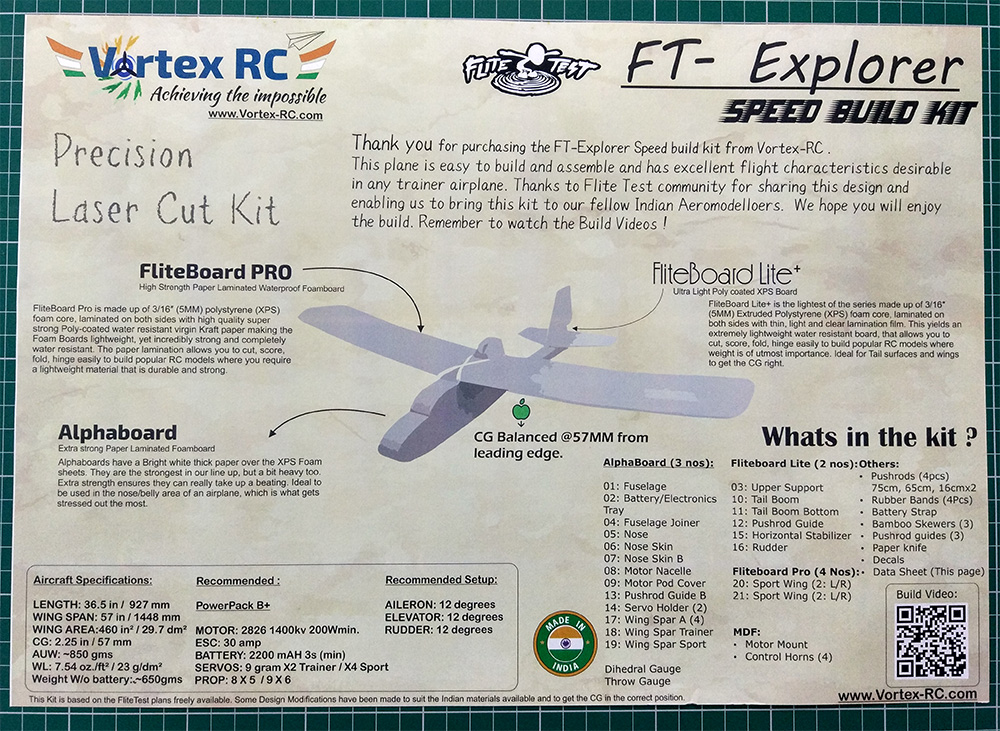 Vortex RC
Achieving the impossible
www.Vortex-RC.com
FLITE TEST
FT- Explorer
SPEED BUILD KIT
Precision
Laser Cut Kit
Thank you for purchasing the FT-Explorer Speed build kit from Vortex-RC .
This plane is easy to build and assemble and has excellent flight characteristics desirable
in any trainer airplane. Thanks to Flite Test community for sharing this design and
enabling us to bring this kit to our fellow Indian Aeromodelloers. We hope you will enjoy
the build. Remember to watch the Build Videos !
FliteBoard PRO
High Strength Paper Laminated Waterproof Foamboard
FliteBoard Pro is made up of 3/16" (5MM) polystyrene (XPS)
foam core, laminated on both sides with high quality super
strong Poly-coated water resistant virgin Kraft paper making the
Foam Boards lightweight, yet incredibly strong and completely
water resistant. The paper lamination allows you to cut, score,
fold, hinge easily to build popular RC models where you require
a lightweight material that is durable and strong.
FliteBoard Lite+
Ultra Light Poly coated XPS Board
FliteBoard Lite+ is the lightest of the series made up of 3/16"
(5MM) Extruded Polystyrene (XPS) foam core, laminated on
both sides with thin, light and clear lamination film. This yields an
extremely lightweight water resistant board, that allows you to
cut, score, fold, hinge easily to build popular RC models where
weight is of utmost importance. Ideal for Tail surfaces and wings
to get the CG right.
Alphaboard
Extra strong Paper Laminated Foamboard
Alphaboards have a Bright white thick paper over the XPS Foam
sheets. They are the strongest in our line up, but a bit heavy too.
Extra strength ensures they can really take up a beating. Ideal to
be used in the nose/belly area of an airplane, which is what gets
stressed out the most.
CG Balanced @57MM from
leading edge.
Whats in the kit ?
AlphaBoard (3 nos):
01: Fuselage
02: Battery/Electronics
Tray
04: Fuselage Joiner
05: Nose
06: Nose Skin
07: Nose Skin B
08: Motor Nacelle
09: Motor Pod Cover
13: Pushrod Guide B
14: Servo Holder (2)
17: Wing Spar A (4)
18: Wing Spar Trainer
19: Wing Spar Sport
Dihedral Gauge
Throw Gauge
Fliteboard Lite (2 nos):
03: Upper Support
10: Tail Boom
11: Tail Boom Bottom
12: Pushrod Guide
15: Horizontal Stabilizer
16: Rudder
Fliteboard Pro (4 Nos):
20: Sport Wing (2: L/R)
21: Sport Wing (2: L/R)
MDF:
• Motor Mount
• Control Horns (4)
Others:
• Pushrods (4pcs)
75cm, 65cm, 16cmx2
• Rubber Bands (4Pcs)
• Battery Strap
• Bamboo Skewers (3)
• Pushrod guides (3)
• Paper knife
• Decals
• Data Sheet (This page)
Build Video:
Aircraft Specifications:
LENGTH: 36.5 in / 927 mm
WING SPAN: 57 in / 1448 mm
WING AREA:460 in² / 29.7 dm²
CG: 2.25 in / 57 mm
AUW: ~850 gms
WL: 7.54 oz./ft² / 23 g/dm²
Weight W/o battery:~650gms
Recommended :
PowerPack B+
MOTOR: 2826 1400kv 200Wmin.
ESC: 30 amp
BATTERY: 2200 mAH 3s (min)
SERVOS: 9 gram X2 Trainer / X4 Sport
PROP: 8 X 5 / 9 X 6
Recommended Setup:
AILERON: 12 degrees
ELEVATOR: 12 degrees
RUDDER: 12 degrees
MADE IN
INDIA
www.Vortex-RC.com
This Kit is based on the FliteTest plans freely available. Some Design Modifications have been made to suit the Indian materials available and to get the CG in the correct position.